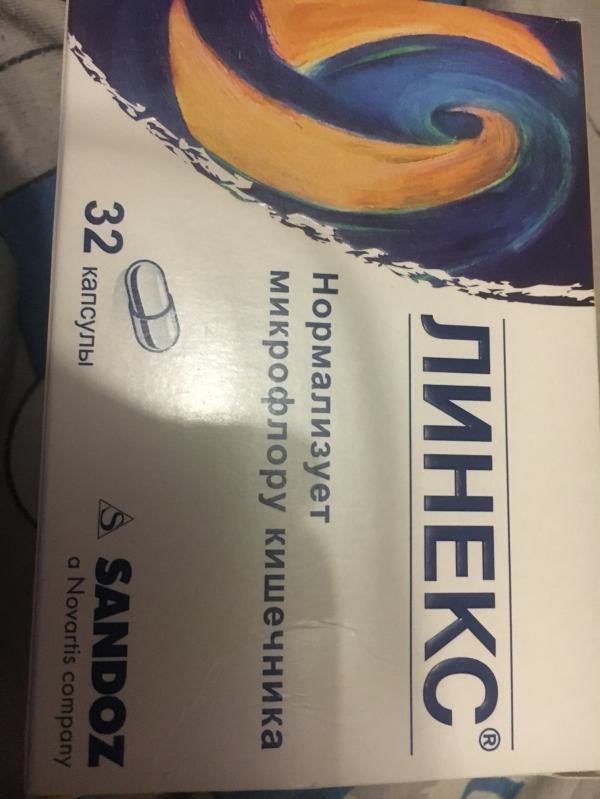 ЛИНЕКС®
Нормализует
микрофлору кишечника
32 капсулы
S SANDOZ
a Novartis company